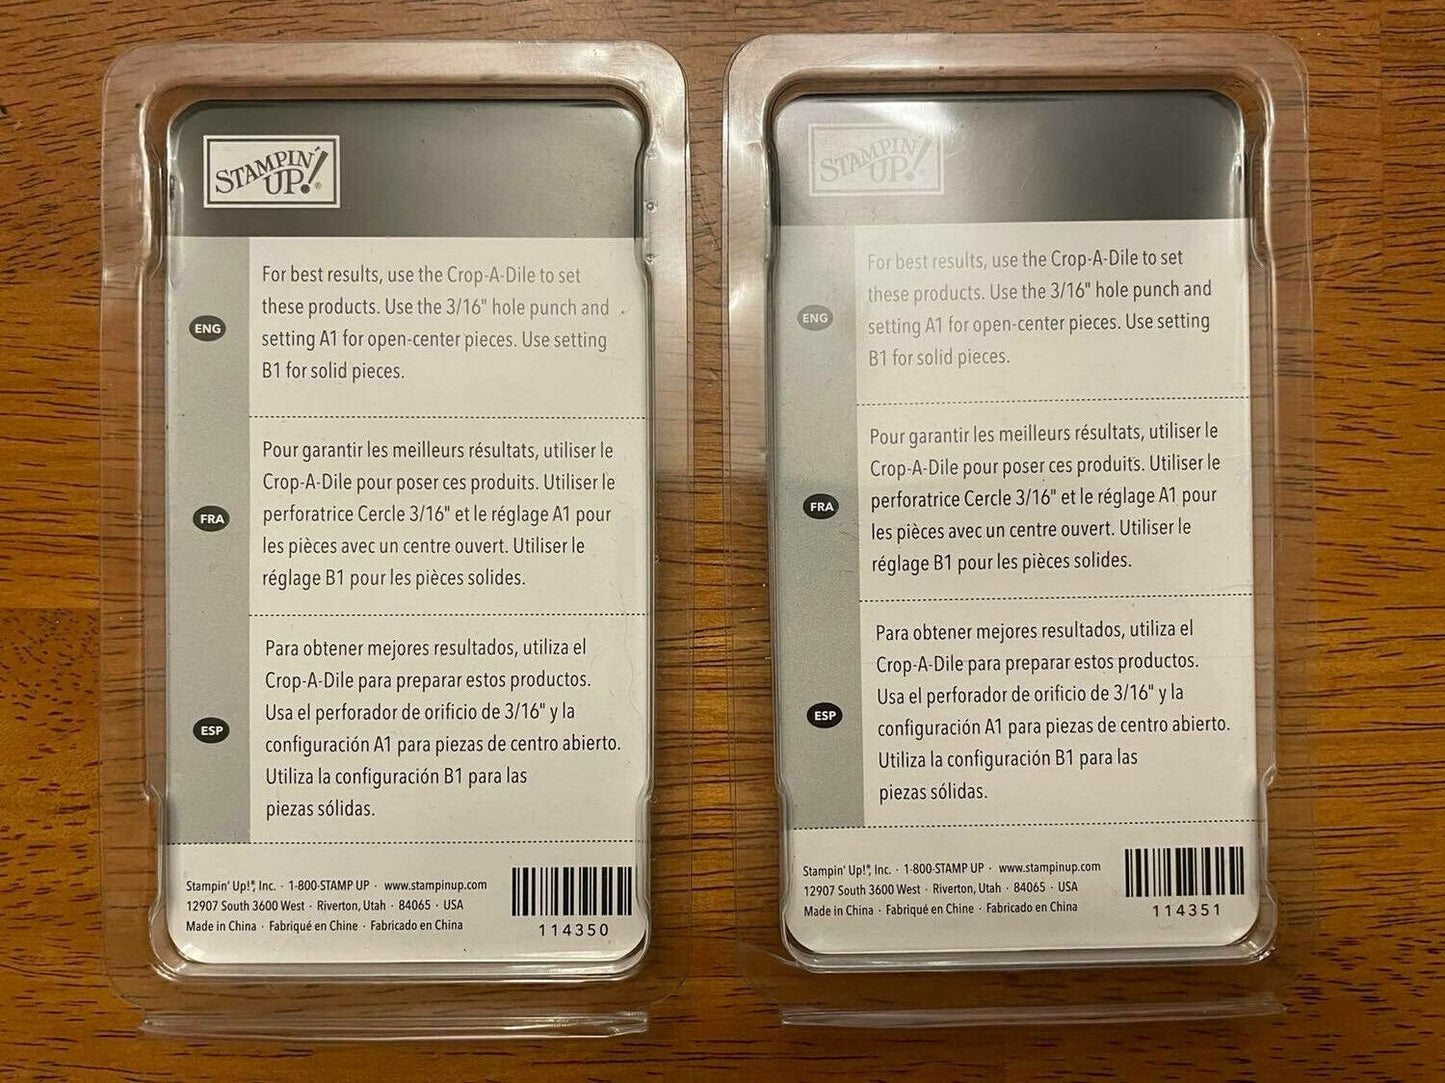 STAMPIN' UP!®
ENG
For best results, use the Crop-A-Dile to set
these products. Use the 3/16" hole punch and
setting A1 for open-center pieces. Use setting
B1 for solid pieces.
FRA
Pour garantir les meilleurs résultats, utiliser le
Crop-A-Dile pour poser ces produits. Utiliser le
perforatrice Cercle 3/16" et le réglage A1 pour
les pièces avec un centre ouvert. Utiliser le
réglage B1 pour les pièces solides.
ESP
Para obtener mejores resultados, utiliza el
Crop-A-Dile para preparar estos productos.
Usa el perforador de orificio de 3/16" y la
configuración A1 para piezas de centro abierto.
Utiliza la configuración B1 para las
piezas sólidas.
Stampin' Up!®, Inc. · 1-800-STAMP UP · www.stampinup.com
12907 South 3600 West · Riverton, Utah · 84065 · USA
Made in China · Fabriqué en Chine · Fabricado en China
114350
STAMPIN' UP!®
ENG
For best results, use the Crop-A-Dile to set
these products. Use the 3/16" hole punch and
setting A1 for open-center pieces. Use setting
B1 for solid pieces.
FRA
Pour garantir les meilleurs résultats, utiliser le
Crop-A-Dile pour poser ces produits. Utiliser le
perforatrice Cercle 3/16" et le réglage A1 pour
les pièces avec un centre ouvert. Utiliser le
réglage B1 pour les pièces solides.
ESP
Para obtener mejores resultados, utiliza el
Crop-A-Dile para preparar estos productos.
Usa el perforador de orificio de 3/16" y la
configuración A1 para piezas de centro abierto.
Utiliza la configuración B1 para las
piezas sólidas.
Stampin' Up!®, Inc. · 1-800-STAMP UP · www.stampinup.com
12907 South 3600 West · Riverton, Utah · 84065 · USA
Made in China · Fabriqué en Chine · Fabricado en China
114351